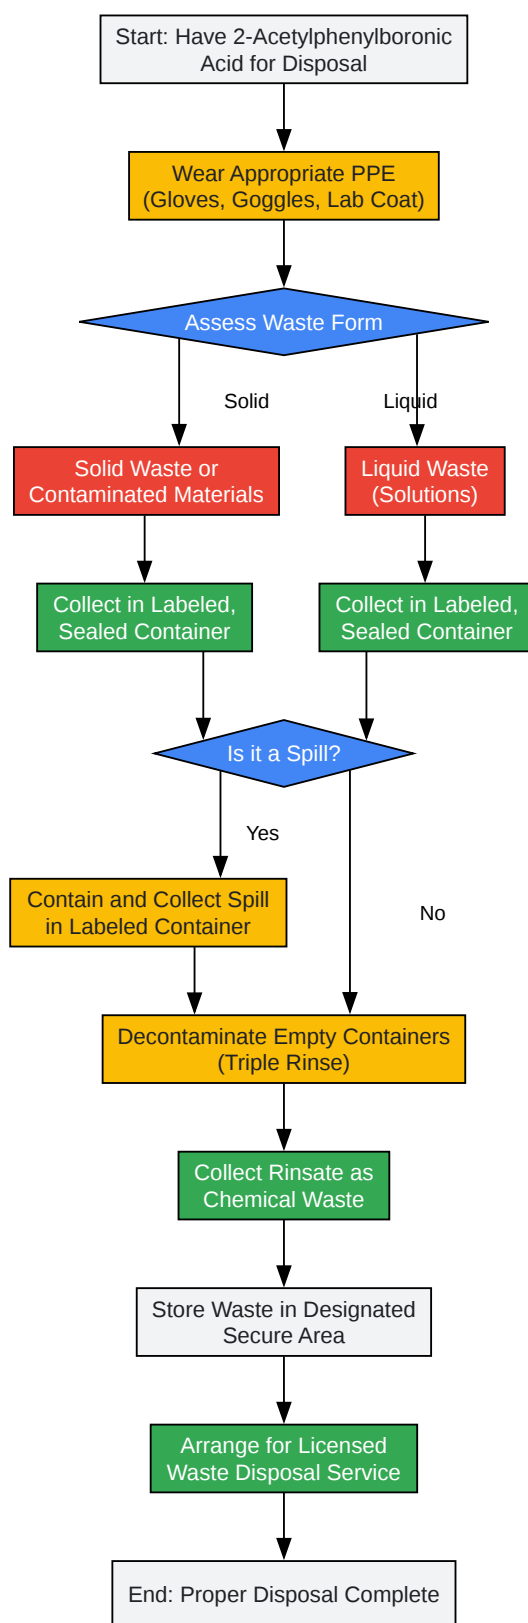 Start: Have 2-Acetylphenylboronic
Acid for Disposal
Wear Appropriate PPE
(Gloves, Goggles, Lab Coat)
Assess Waste Form
Solid
Liquid
Solid Waste or
Contaminated Materials
Liquid Waste
(Solutions)
Collect in Labeled,
Sealed Container
Collect in Labeled,
Sealed Container
Is it a Spill?
Yes
Contain and Collect Spill
in Labeled Container
No
Decontaminate Empty Containers
(Triple Rinse)
Collect Rinsate as
Chemical Waste
Store Waste in Designated
Secure Area
Arrange for Licensed
Waste Disposal Service
End: Proper Disposal Complete